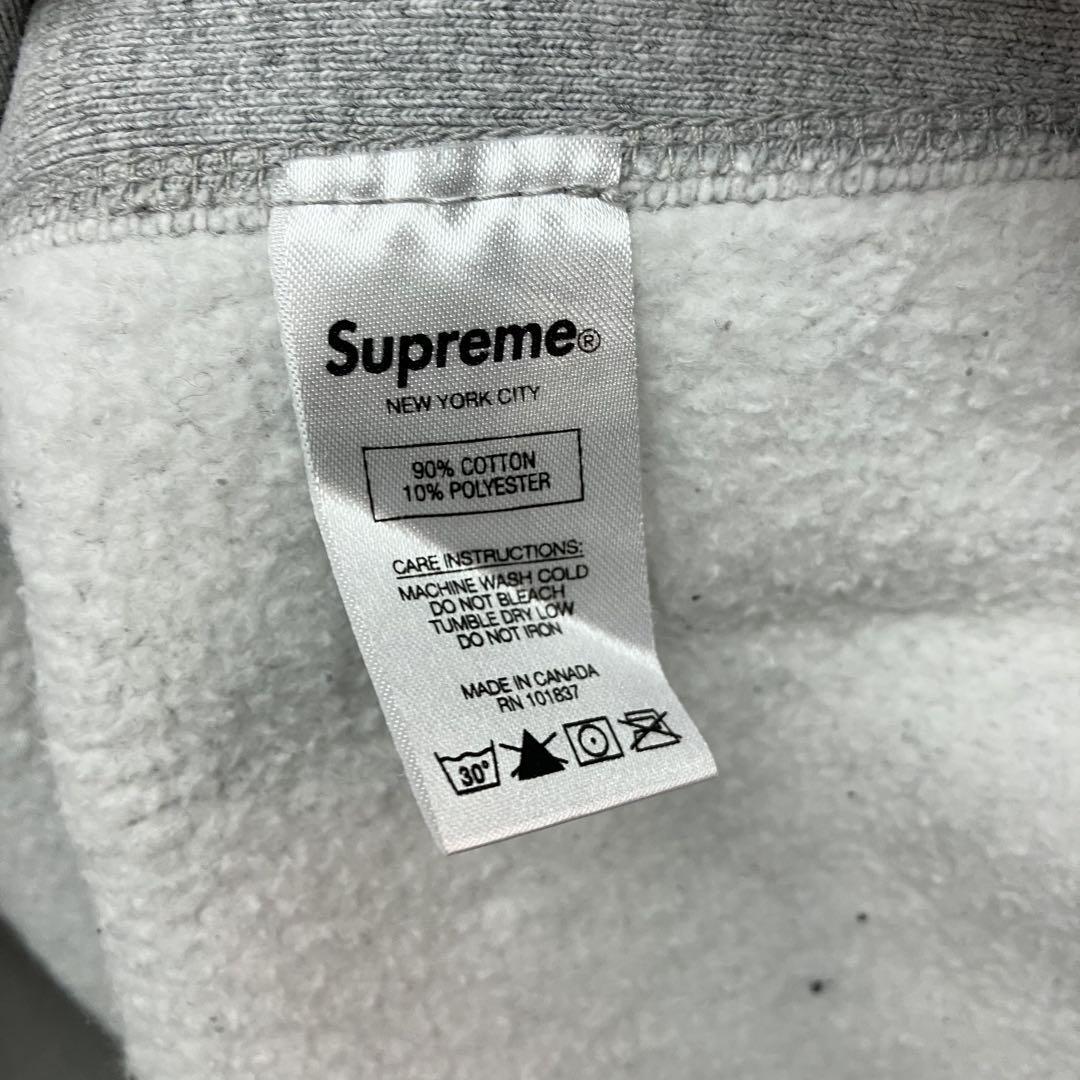 Supreme®
NEW YORK CITY
90% COTTON
10% POLYESTER
CARE INSTRUCTIONS:
MACHINE WASH COLD
DO NOT BLEACH
TUMBLE DRY LOW
DO NOT IRON
MADE IN CANADA
RN 101837
30°